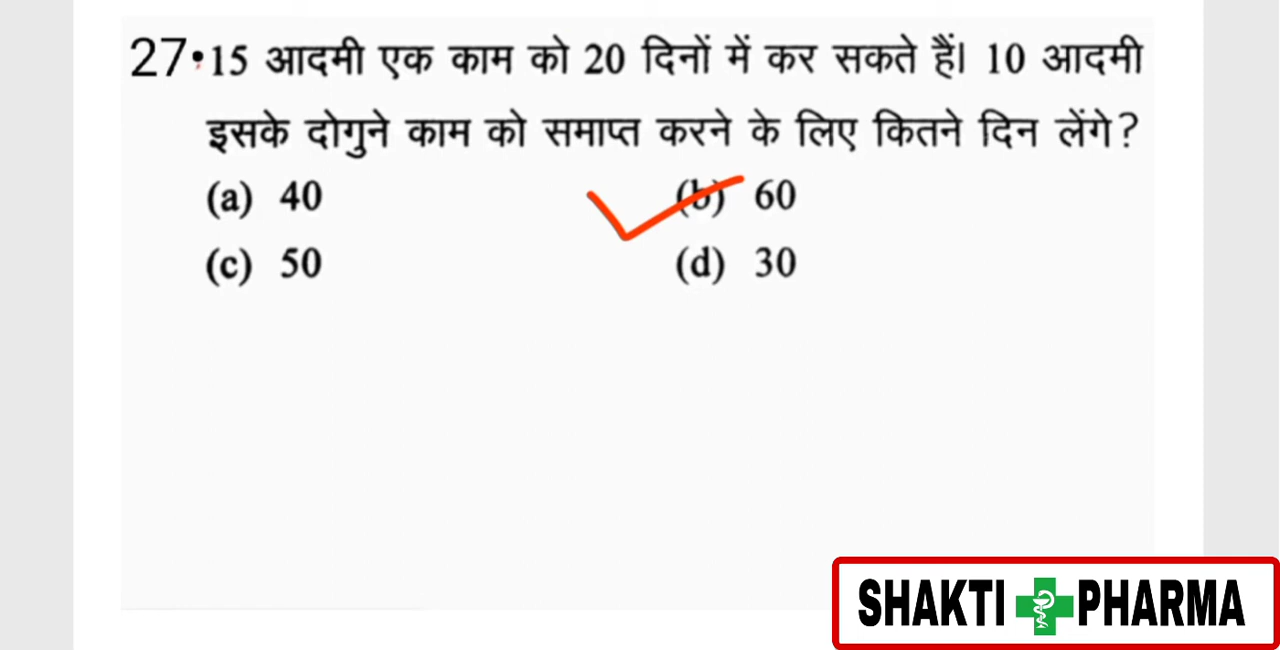 27. 15 आदमी एक काम को 20 दिनों में कर सकते हैं। 10 आदमी
इसके दोगुने काम को समाप्त करने के लिए कितने दिन लेंगे?
(a) 40 (b) 60
(c) 50 (d) 30
SHAKTI PHARMA